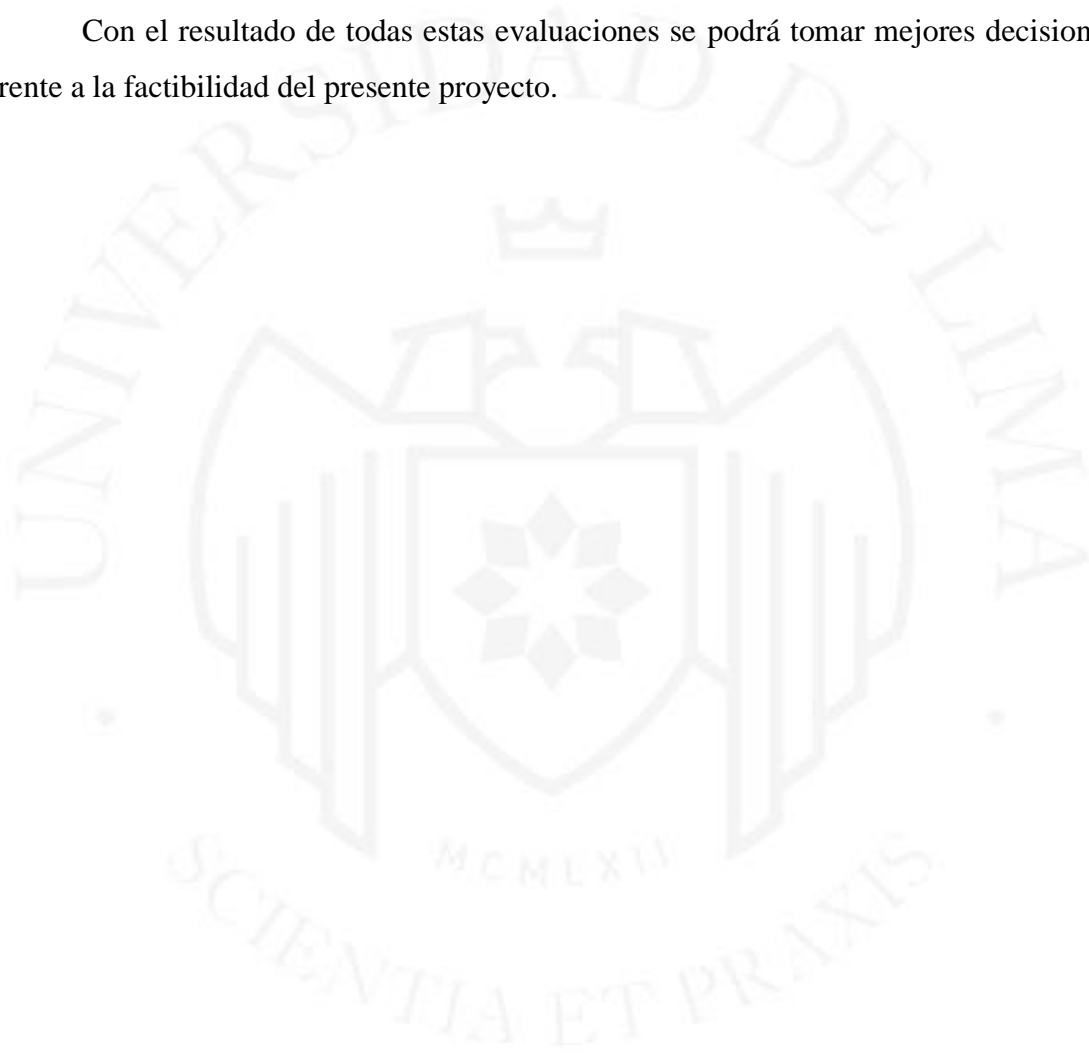 Con el resultado de todas estas evaluaciones se podrá tomar mejores decision
rente a la factibilidad del presente proyecto.
UNIVERSIDAD DE LIMA
MCMLXII
SCIENTIA ET PRAXIS